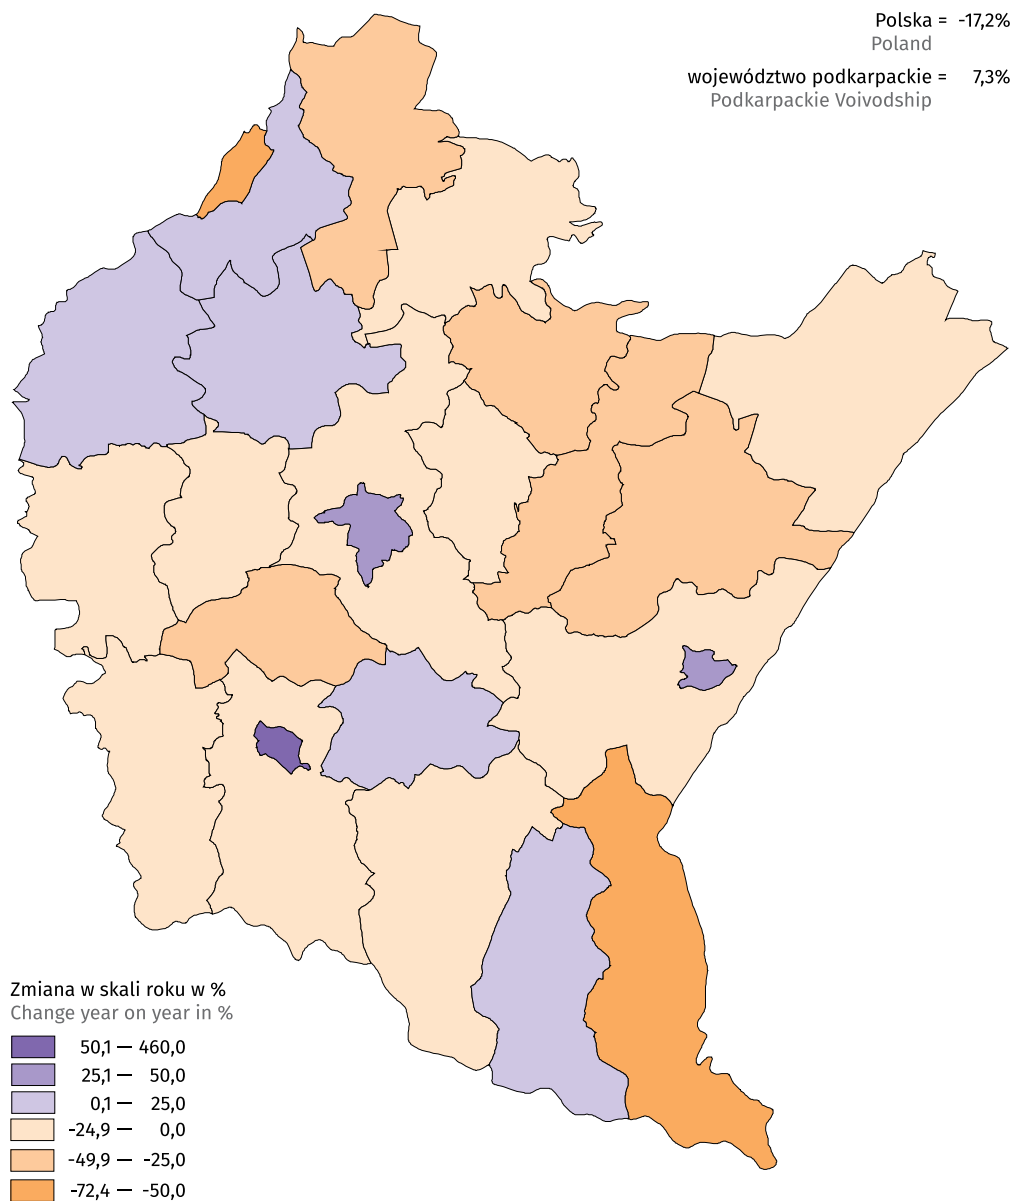 Polska = -17,2%
Poland
województwo podkarpackie = 7,3%
Podkarpackie Voivodship
Zmiana w skali roku w %
Change year on year in %
50,1 — 460,0
25,1 — 50,0
0,1 — 25,0
-24,9 — 0,0
-49,9 — -25,0
-72,4 — -50,0